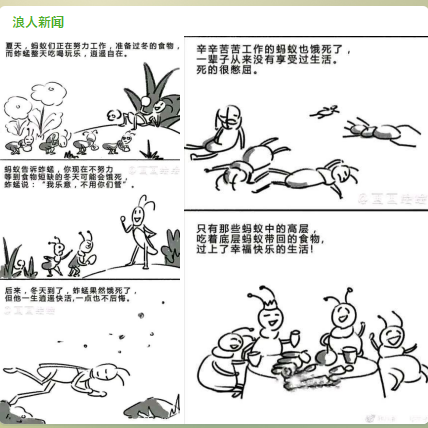 浪人新闻
夏天，蚂蚁们正在努力工作，准备过冬的食物，
而蚱蜢整天吃喝玩乐，逍遥自在。
蚂蚁告诉蚱蜢，你现在不努力
等到食物短缺的冬天可能会饿死，
蚱蜢说：“我乐意，不用你们管”。
后来，冬天到了，蚱蜢果然饿死了，
但他一生逍遥快活，一点也不后悔。
辛辛苦苦工作的蚂蚁也饿死了，
一辈子从来没有享受过生活。
死的很憋屈。
只有那些蚂蚁中的高层，
吃着底层蚂蚁带回的食物，
过上了幸福快乐的生活!